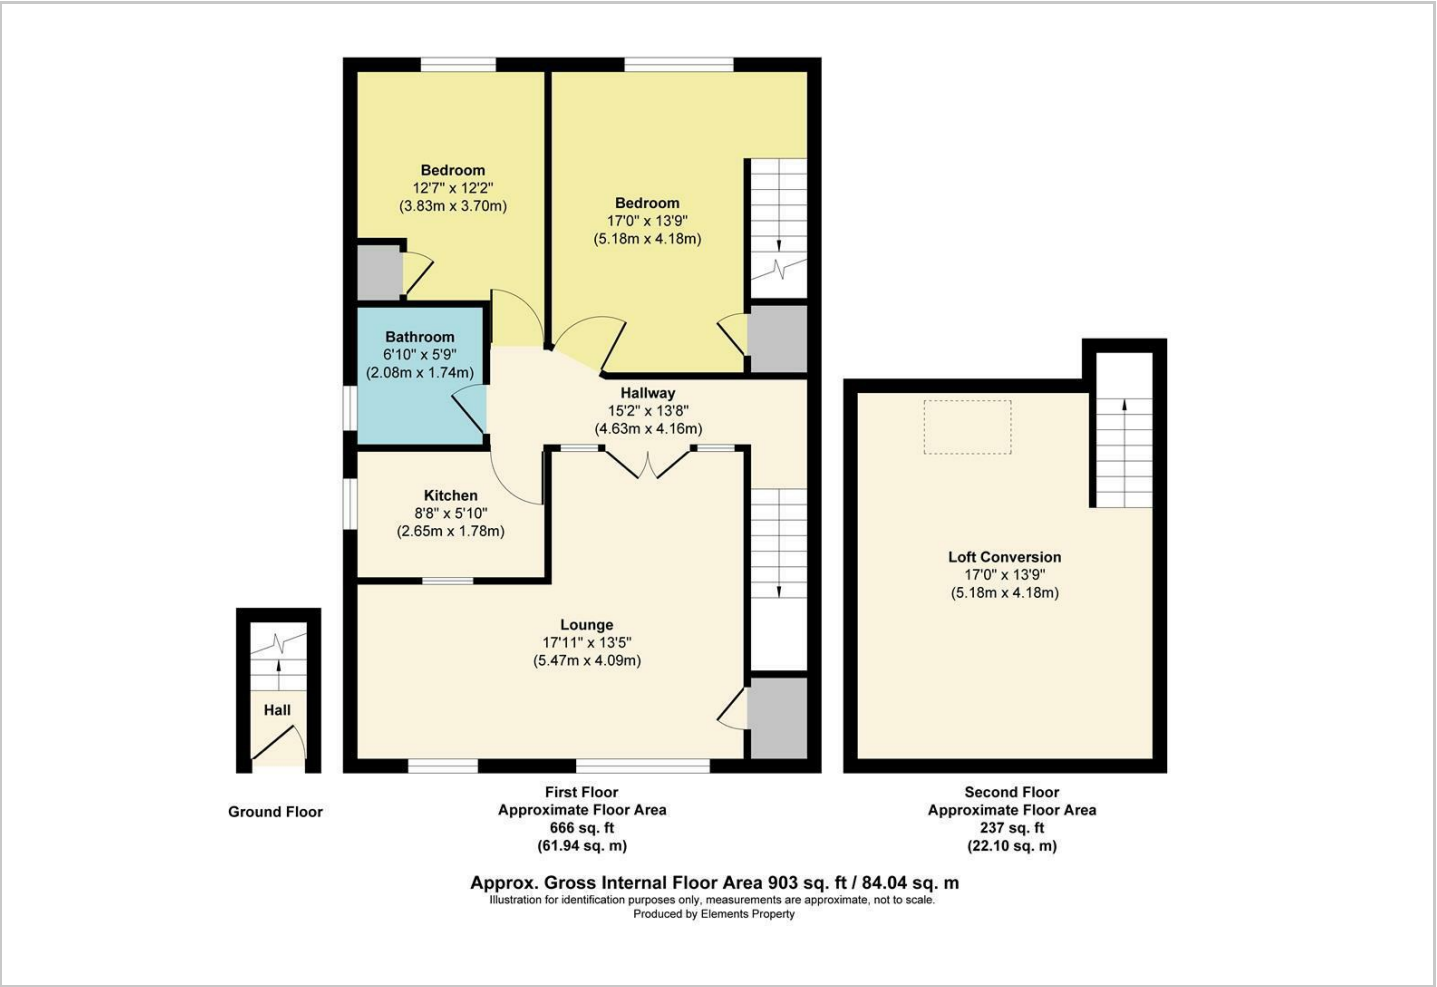 Bedroom
12'7" x 12'2"
(3.83m x 3.70m)
Bedroom
17'0" x 13'9"
(5.18m x 4.18m)
Bathroom
6'10" x 5'9"
(2.08m x 1.74m)
Hallway
15'2" x 13'8"
(4.63m x 4.16m)
Kitchen
8'8" x 5'10"
(2.65m x 1.78m)
Lounge
17'11" x 13'5"
(5.47m x 4.09m)
Loft Conversion
17'0" x 13'9"
(5.18m x 4.18m)
Hall
Ground Floor
First Floor
Approximate Floor Area
666 sq. ft
(61.94 sq. m)
Second Floor
Approximate Floor Area
237 sq. ft
(22.10 sq. m)
Approx. Gross Internal Floor Area 903 sq. ft / 84.04 sq. m
Illustration for identification purposes only, measurements are approximate, not to scale.
Produced by Elements Property